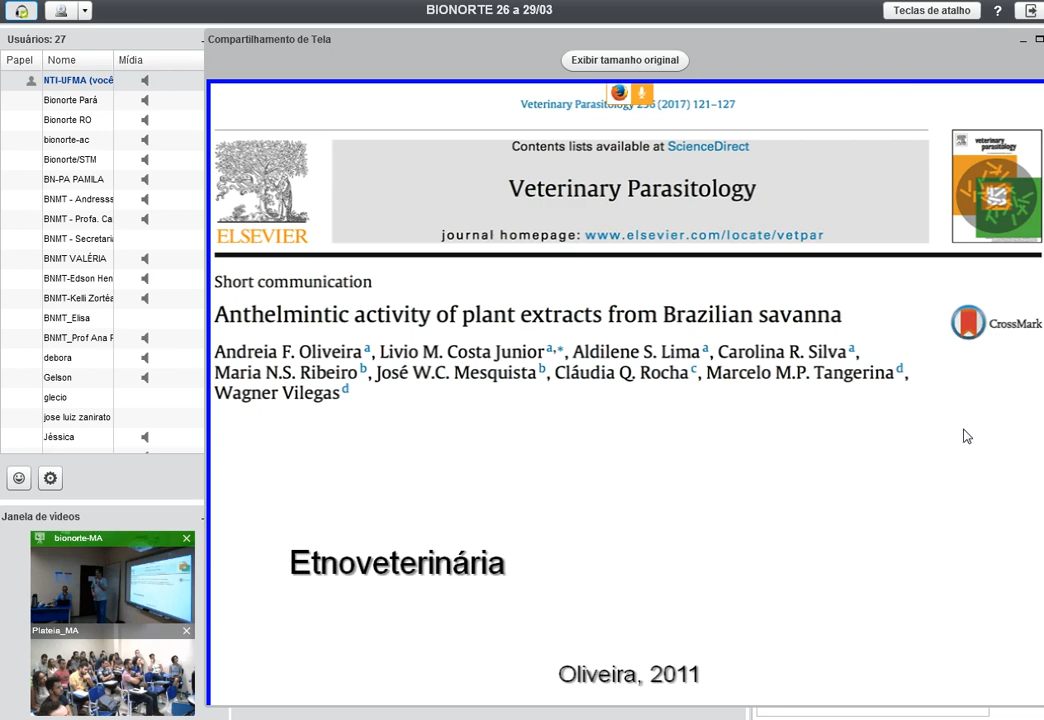 BIONORTE 26 a 29/03
Teclas de atalho
?
Usuários: 27
Papel Nome Mídia
NTI-UFMA (você
Bionorte Pará
Bionorte RO
bionorte-ac
Bionorte/STM
BN-PA PAMILA
BNMT - Andresss
BNMT - Profa. Ca
BNMT - Secretari
BNMT VALÉRIA
BNMT-Edson Hen
BNMT-Kelli Zortéa
BNMT_Elisa
BNMT_Prof Ana P
debora
Gelson
glecio
jose luiz zanirato
Jéssica
Janela de videos
bionorte-MA
Plateia_MA
Compartilhamento de Tela
Exibir tamanho original
Veterinary Parasitology (2017) 121–127
Contents lists available at ScienceDirect
Veterinary Parasitology
journal homepage: www.elsevier.com/locate/vetpar
ELSEVIER
veterinary
parasitology
Short communication
Anthelmintic activity of plant extracts from Brazilian savanna
CrossMark
Andreia F. Oliveira a, Livio M. Costa Junior a,*, Aldilene S. Lima a, Carolina R. Silva a,
Maria N.S. Ribeiro b, José W.C. Mesquista b, Cláudia Q. Rocha c, Marcelo M.P. Tangerina d,
Wagner Vilegas d
Etnoveterinária
Oliveira, 2011